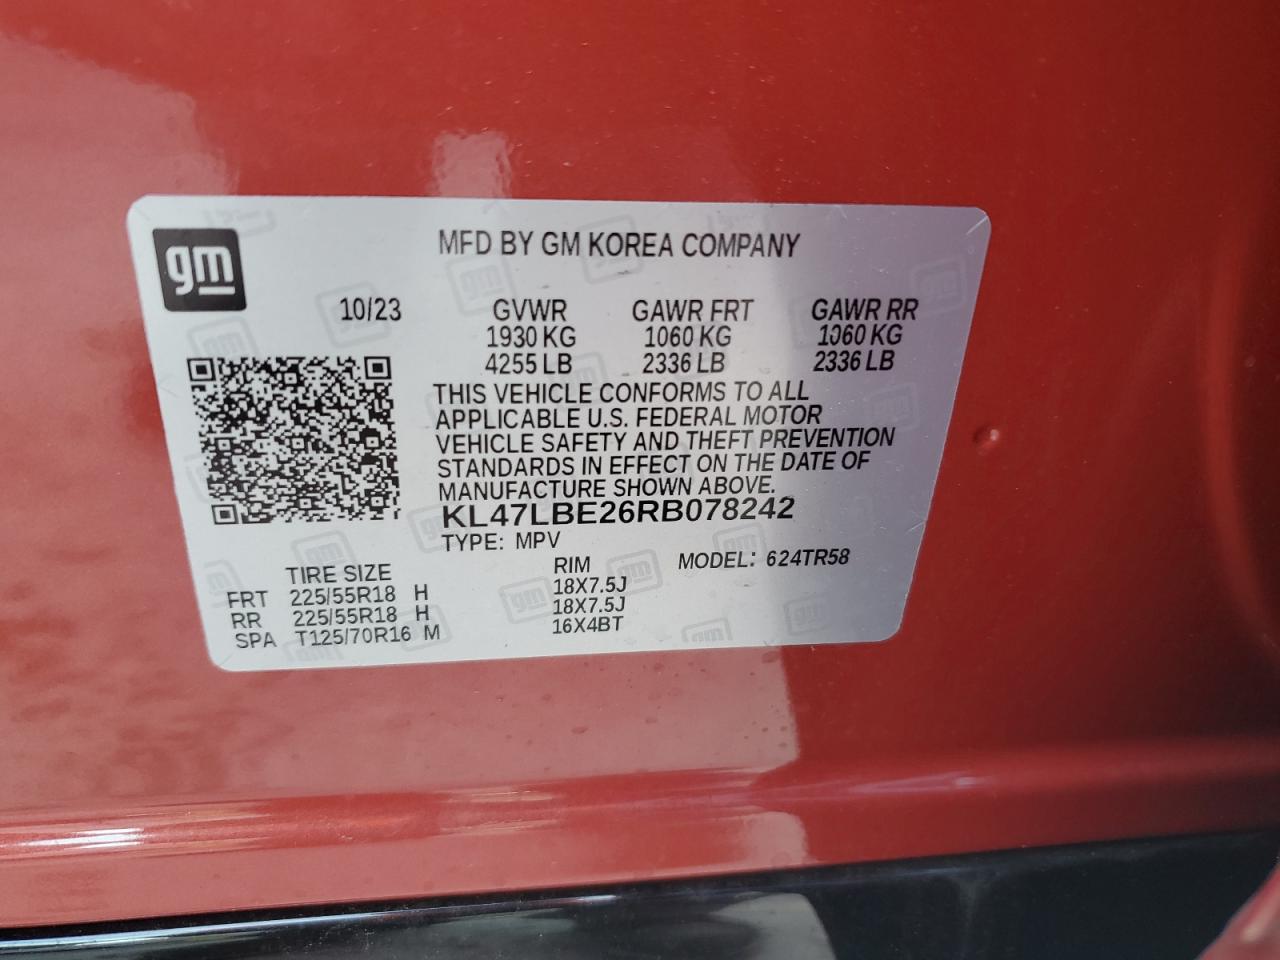 gm
MFD BY GM KOREA COMPANY
10/23 GVWR GAWR FRT GAWR RR
1930 KG 1060 KG 1060 KG
4255 LB 2336 LB 2336 LB
THIS VEHICLE CONFORMS TO ALL
APPLICABLE U.S. FEDERAL MOTOR
VEHICLE SAFETY AND THEFT PREVENTION
STANDARDS IN EFFECT ON THE DATE OF
MANUFACTURE SHOWN ABOVE.
KL47LBE26RB078242
TYPE: MPV
TIRE SIZE RIM MODEL: 624TR58
FRT 225/55R18 H 18X7.5J
RR 225/55R18 H 18X7.5J
SPA T125/70R16 M 16X4BT